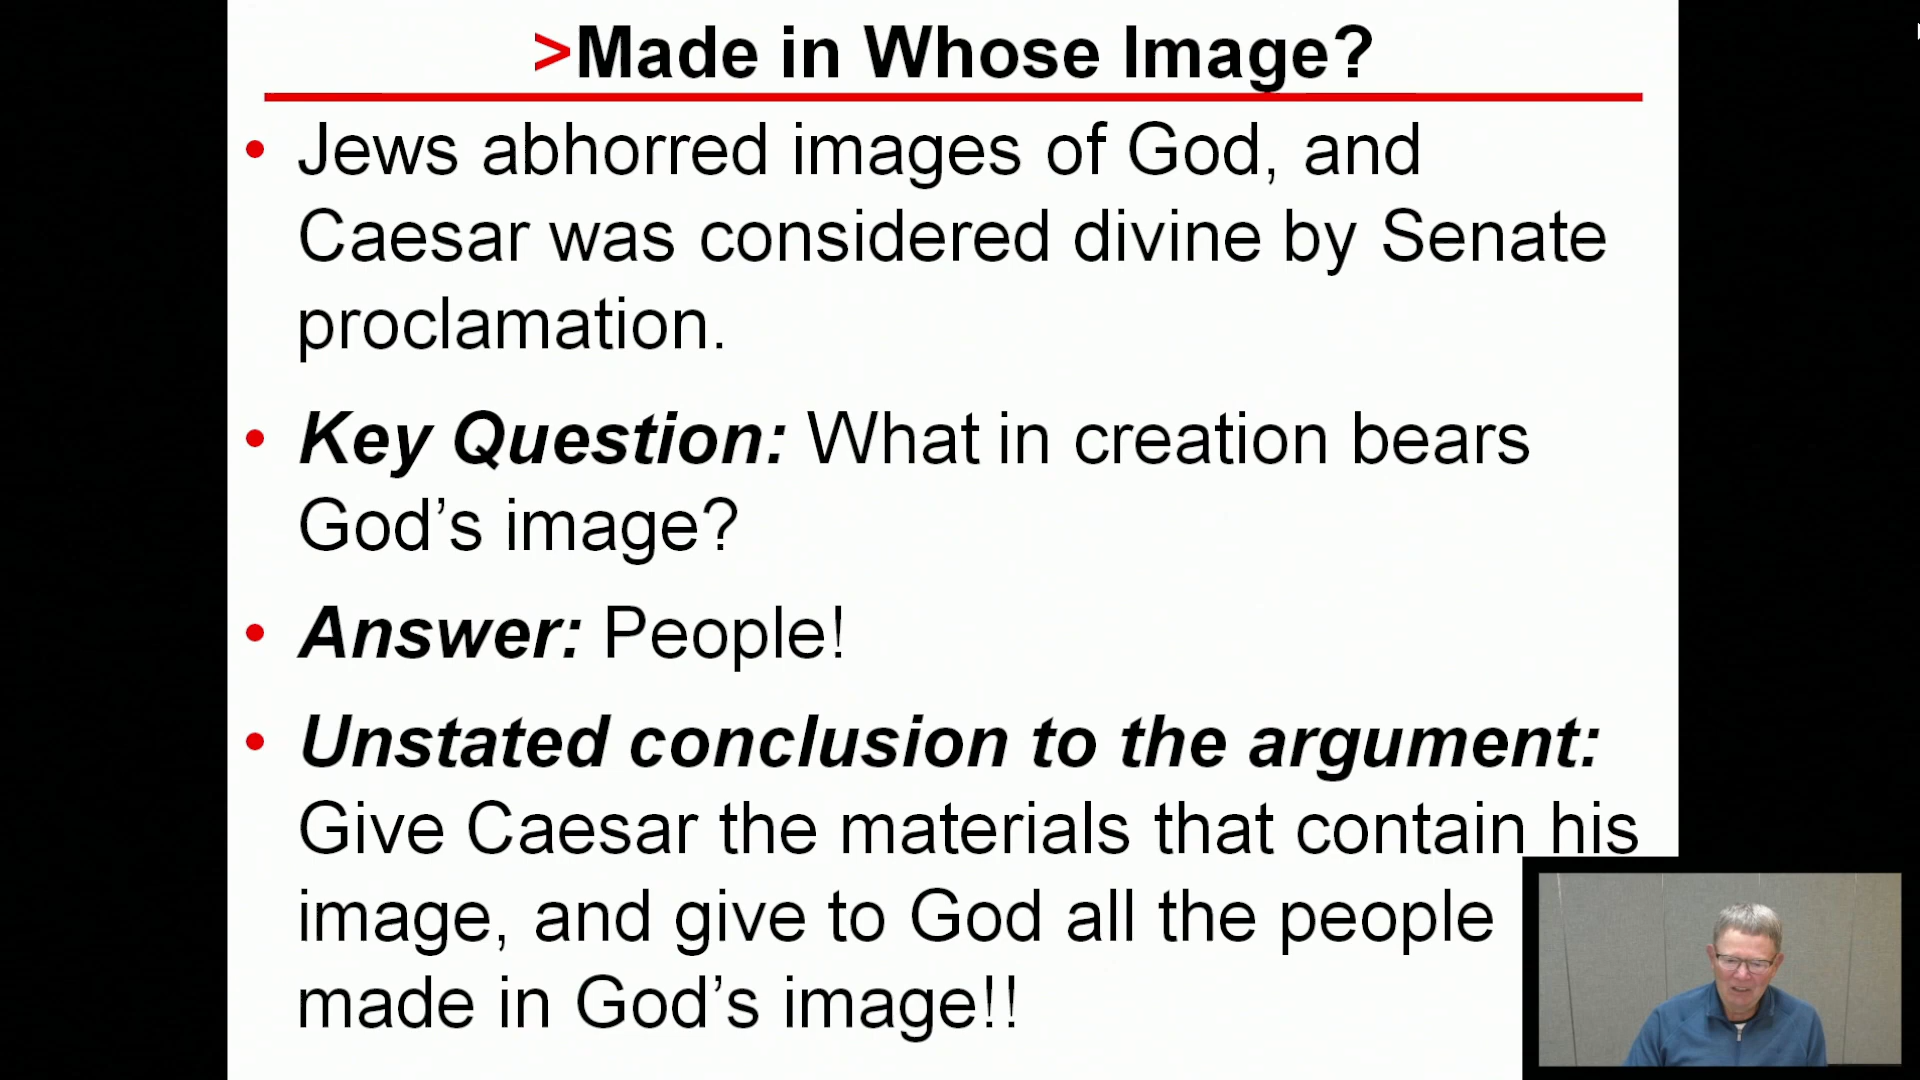 >Made in Whose Image?
• Jews abhorred images of God, and
Caesar was considered divine by Senate
proclamation.
• Key Question: What in creation bears
God’s image?
• Answer: People!
• Unstated conclusion to the argument:
Give Caesar the materials that contain his
image, and give to God all the people
made in God’s image!!